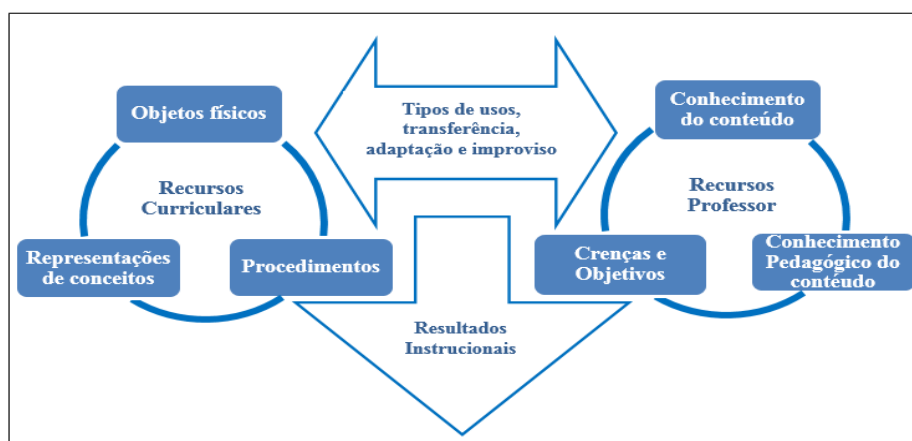 Objetos físicos
Recursos
Curriculares
Representações
de conceitos
Procedimentos
Tipos de usos,
transferência,
adaptação e improviso
Resultados
Instrucionais
Conhecimento
do conteúdo
Recursos
Professor
Crenças e
Objetivos
Conhecimento
Pedagógico do
contéudo